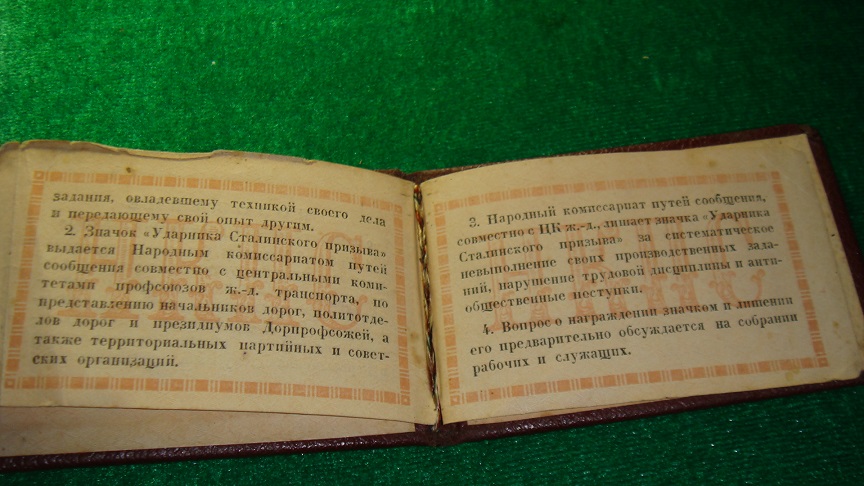 задания, овладевшему техникой своего дела
и передающему свой опыт другим.
2. Значок «Ударника Сталинского призыва»
выдается Народным комиссариатом путей
сообщения совместно с центральными коми-
тетами профсоюзов ж.-д. транспорта, по
представлению начальников дорог, политотде-
лов дорог и президиумов Дорпрофсожей, а
также территориальных партийных и совет-
ских организаций.
3. Народный комиссариат путей сообщения,
совместно с ЦК ж.-д., лишает значка «Ударника
Сталинского призыва» за систематическое
невыполнение своих производственных зада-
ний, нарушение трудовой дисциплины и анти-
общественные поступки.
4. Вопрос о награждении значком и лишении
его предварительно обсуждается на собрании
рабочих и служащих.